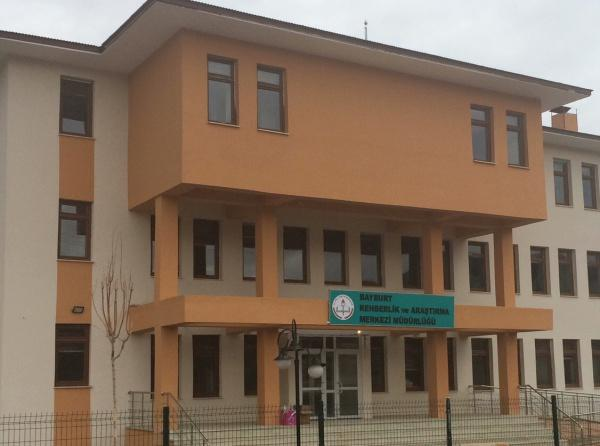 BAYBURT
REHBERLİK ve ARAŞTIRMA
MERKEZİ MÜDÜRLÜĞÜ